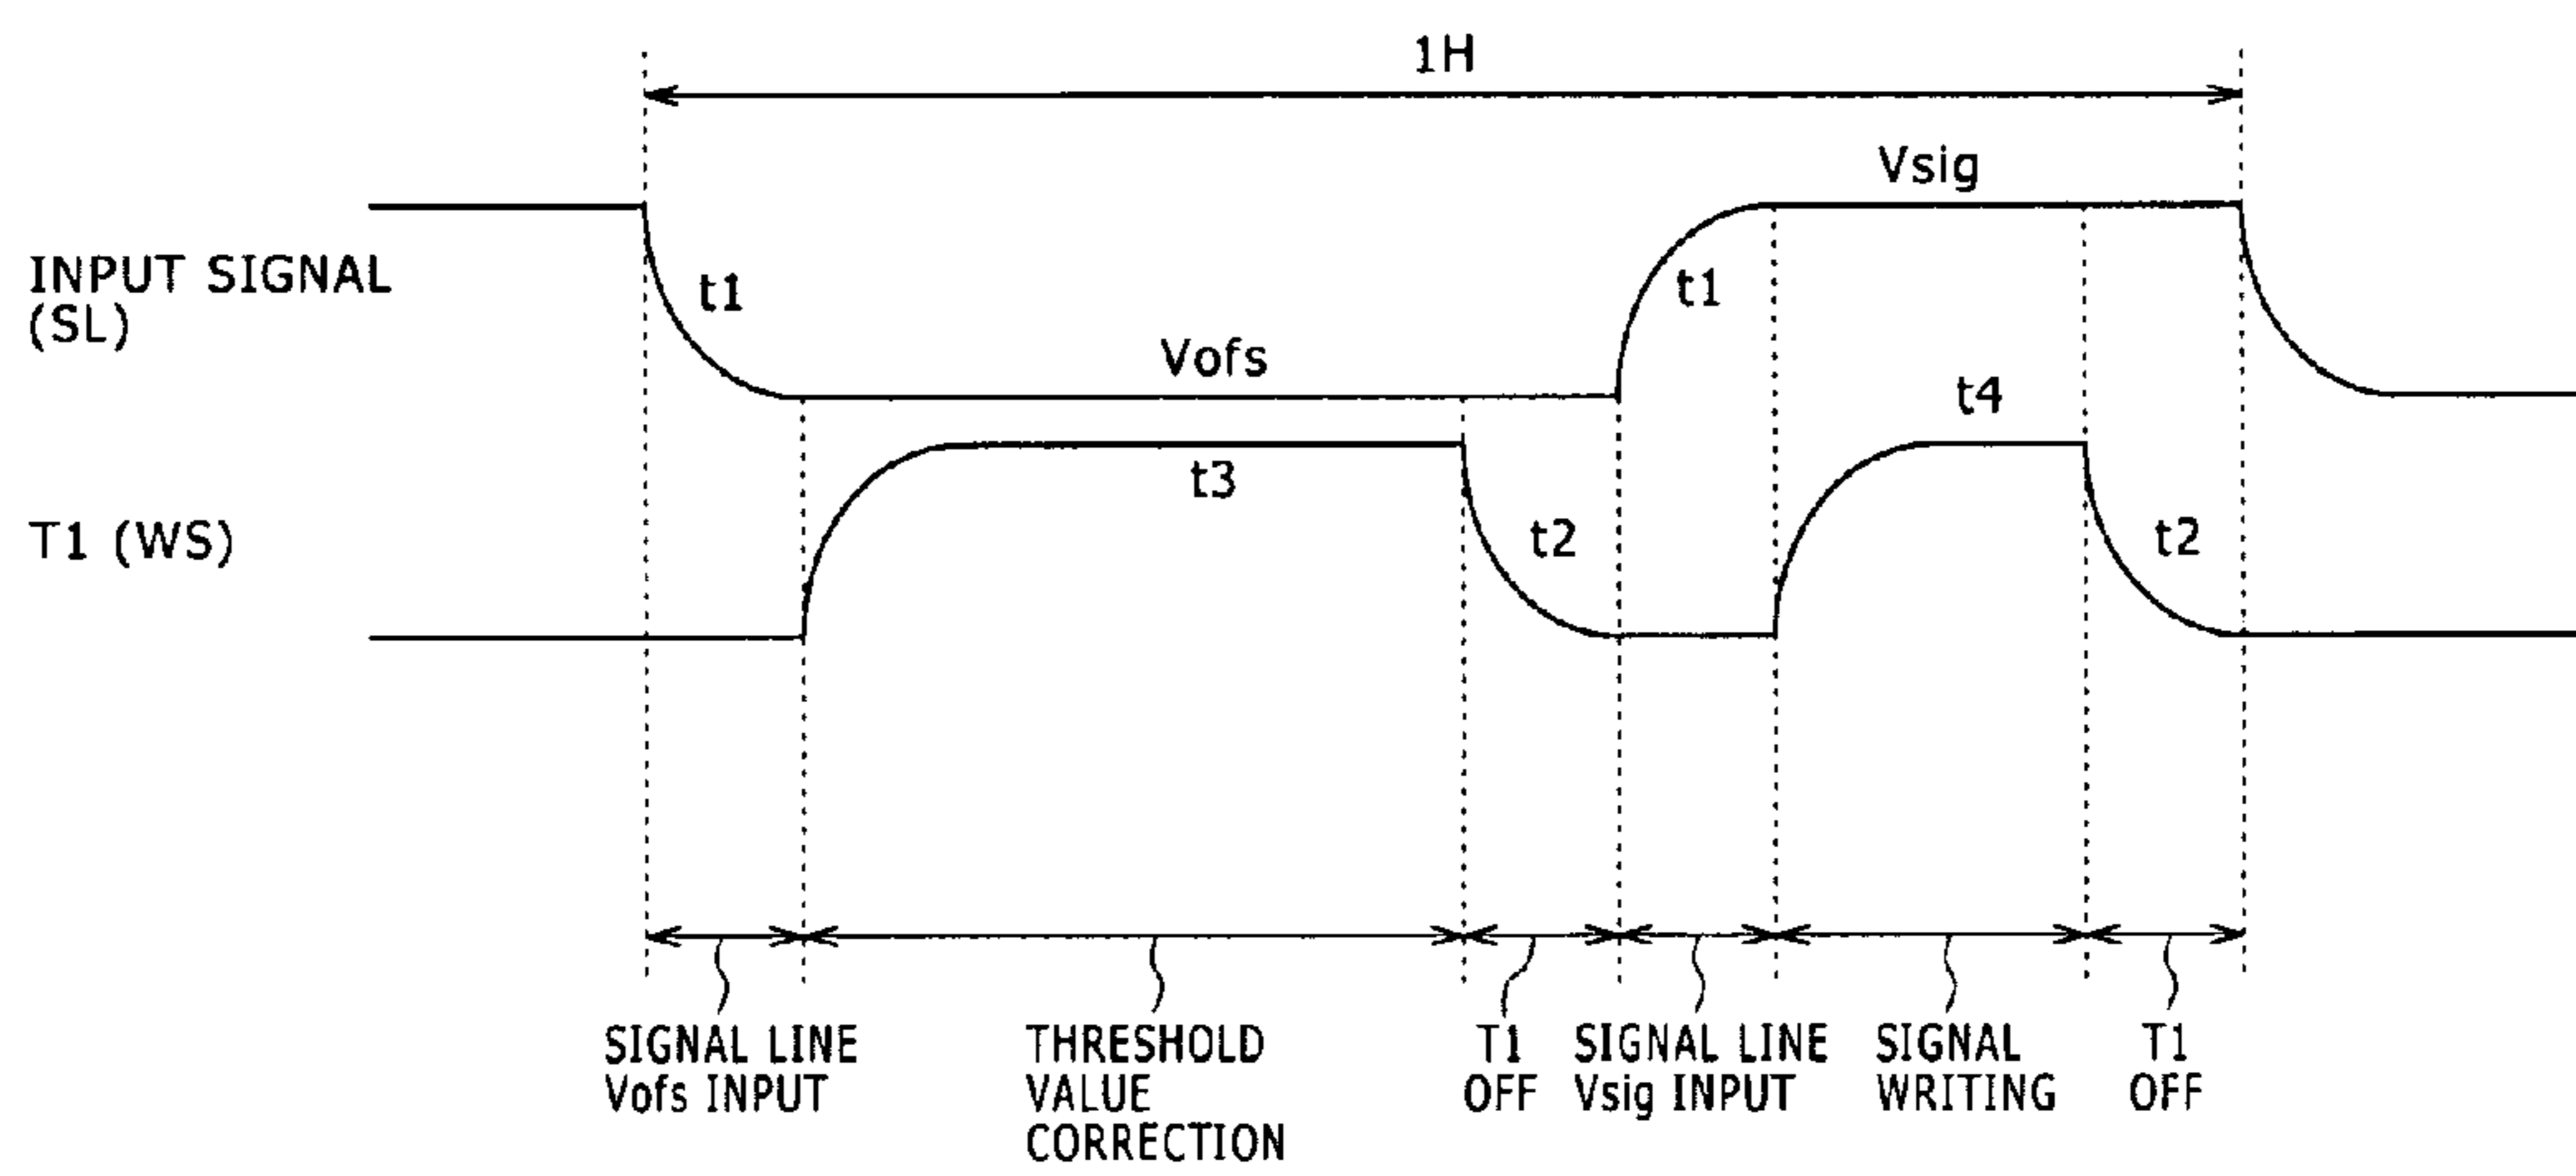 1H
Vsig
INPUT SIGNAL
(SL)
t1
t1
Vofs
t4
t3
T1 (WS)
t2
t2
SIGNAL LINE
Vofs INPUT
THRESHOLD
VALUE
CORRECTION
T1
OFF
SIGNAL LINE
Vsig INPUT
SIGNAL
WRITING
T1
OFF